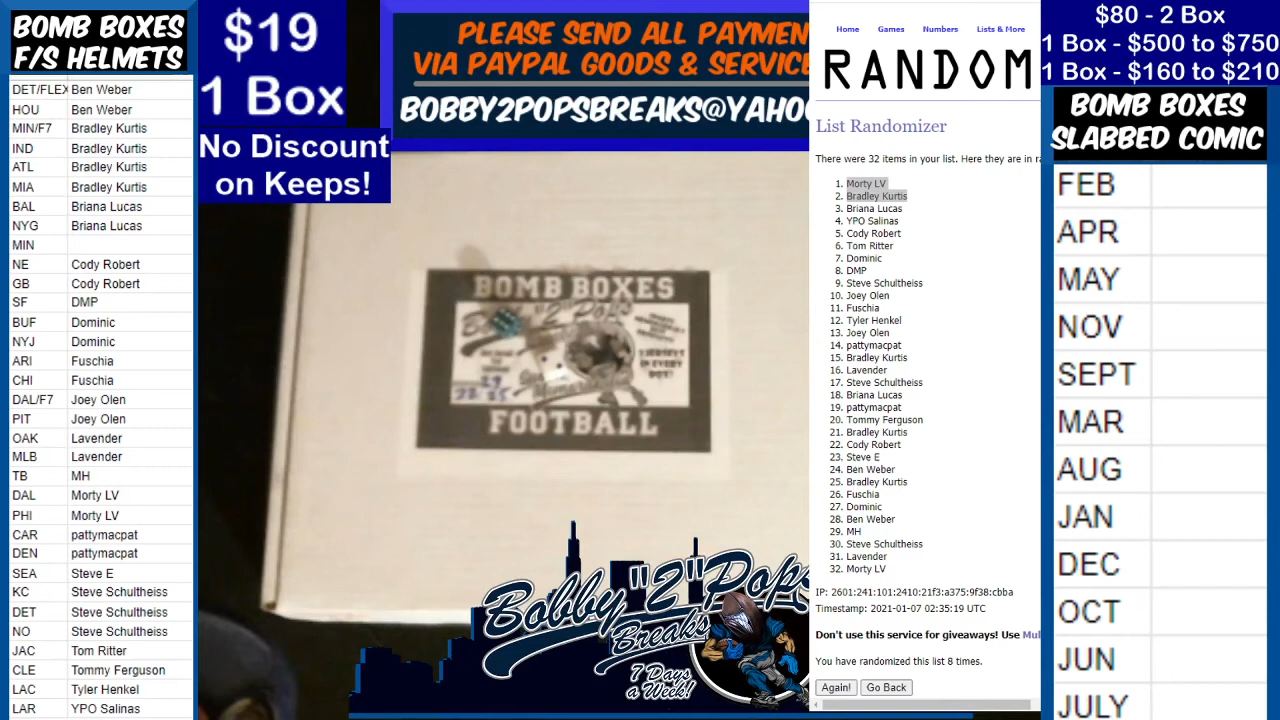 BOMB BOXES
F/S HELMETS
DET/FLEX Ben Weber
HOU Ben Weber
MIN/F7 Bradley Kurtis
IND Bradley Kurtis
ATL Bradley Kurtis
MIA Bradley Kurtis
BAL Briana Lucas
NYG Briana Lucas
MIN
NE Cody Robert
GB Cody Robert
SF DMP
BUF Dominic
NYJ Dominic
ARI Fuschia
CHI Fuschia
DAL/F7 Joey Olen
PIT Joey Olen
OAK Lavender
MLB Lavender
TB MH
DAL Morty LV
PHI Morty LV
CAR pattymacpat
DEN pattymacpat
SEA Steve E
KC Steve Schultheiss
DET Steve Schultheiss
NO Steve Schultheiss
JAC Tom Ritter
CLE Tommy Ferguson
LAC Tyler Henkel
LAR YPO Salinas
$19
1 Box
No Discount
on Keeps!
PLEASE SEND ALL PAYMEN
VIA PAYPAL GOODS & SERVICE
BOBBY2POPSBREAKS@YAHO
BOMB BOXES
"2" Pops
FOOTBALL
Bobby "2" Pops
Breaks
7 Days
a Week!
Home Games Numbers Lists & More
RANDOM
List Randomizer
There were 32 items in your list. Here they are in ra
1. Morty LV
2. Bradley Kurtis
3. Briana Lucas
4. YPO Salinas
5. Cody Robert
6. Tom Ritter
7. Dominic
8. DMP
9. Steve Schultheiss
10. Joey Olen
11. Fuschia
12. Tyler Henkel
13. Joey Olen
14. pattymacpat
15. Bradley Kurtis
16. Lavender
17. Steve Schultheiss
18. Briana Lucas
19. pattymacpat
20. Tommy Ferguson
21. Bradley Kurtis
22. Cody Robert
23. Steve E
24. Ben Weber
25. Bradley Kurtis
26. Fuschia
27. Dominic
28. Ben Weber
29. MH
30. Steve Schultheiss
31. Lavender
32. Morty LV
IP: 2601:241:101:2410:21f3:a375:9f38:cbba
Timestamp: 2021-01-07 02:35:19 UTC
Don't use this service for giveaways! Use Mul
You have randomized this list 8 times.
Again! Go Back
$80 - 2 Box
1 Box - $500 to $750
1 Box - $160 to $210
BOMB BOXES
SLABBED COMIC
FEB
APR
MAY
NOV
SEPT
MAR
AUG
JAN
DEC
OCT
JUN
JULY